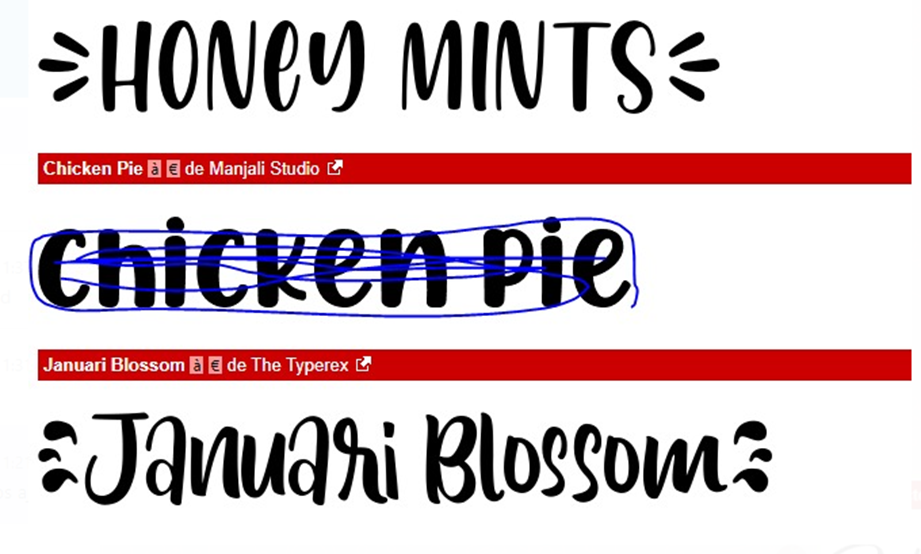 HONEY MINTS
Chicken Pie à € de Manjali Studio
chicken pie
Januari Blossom à € de The Typerex
Januari Blossom